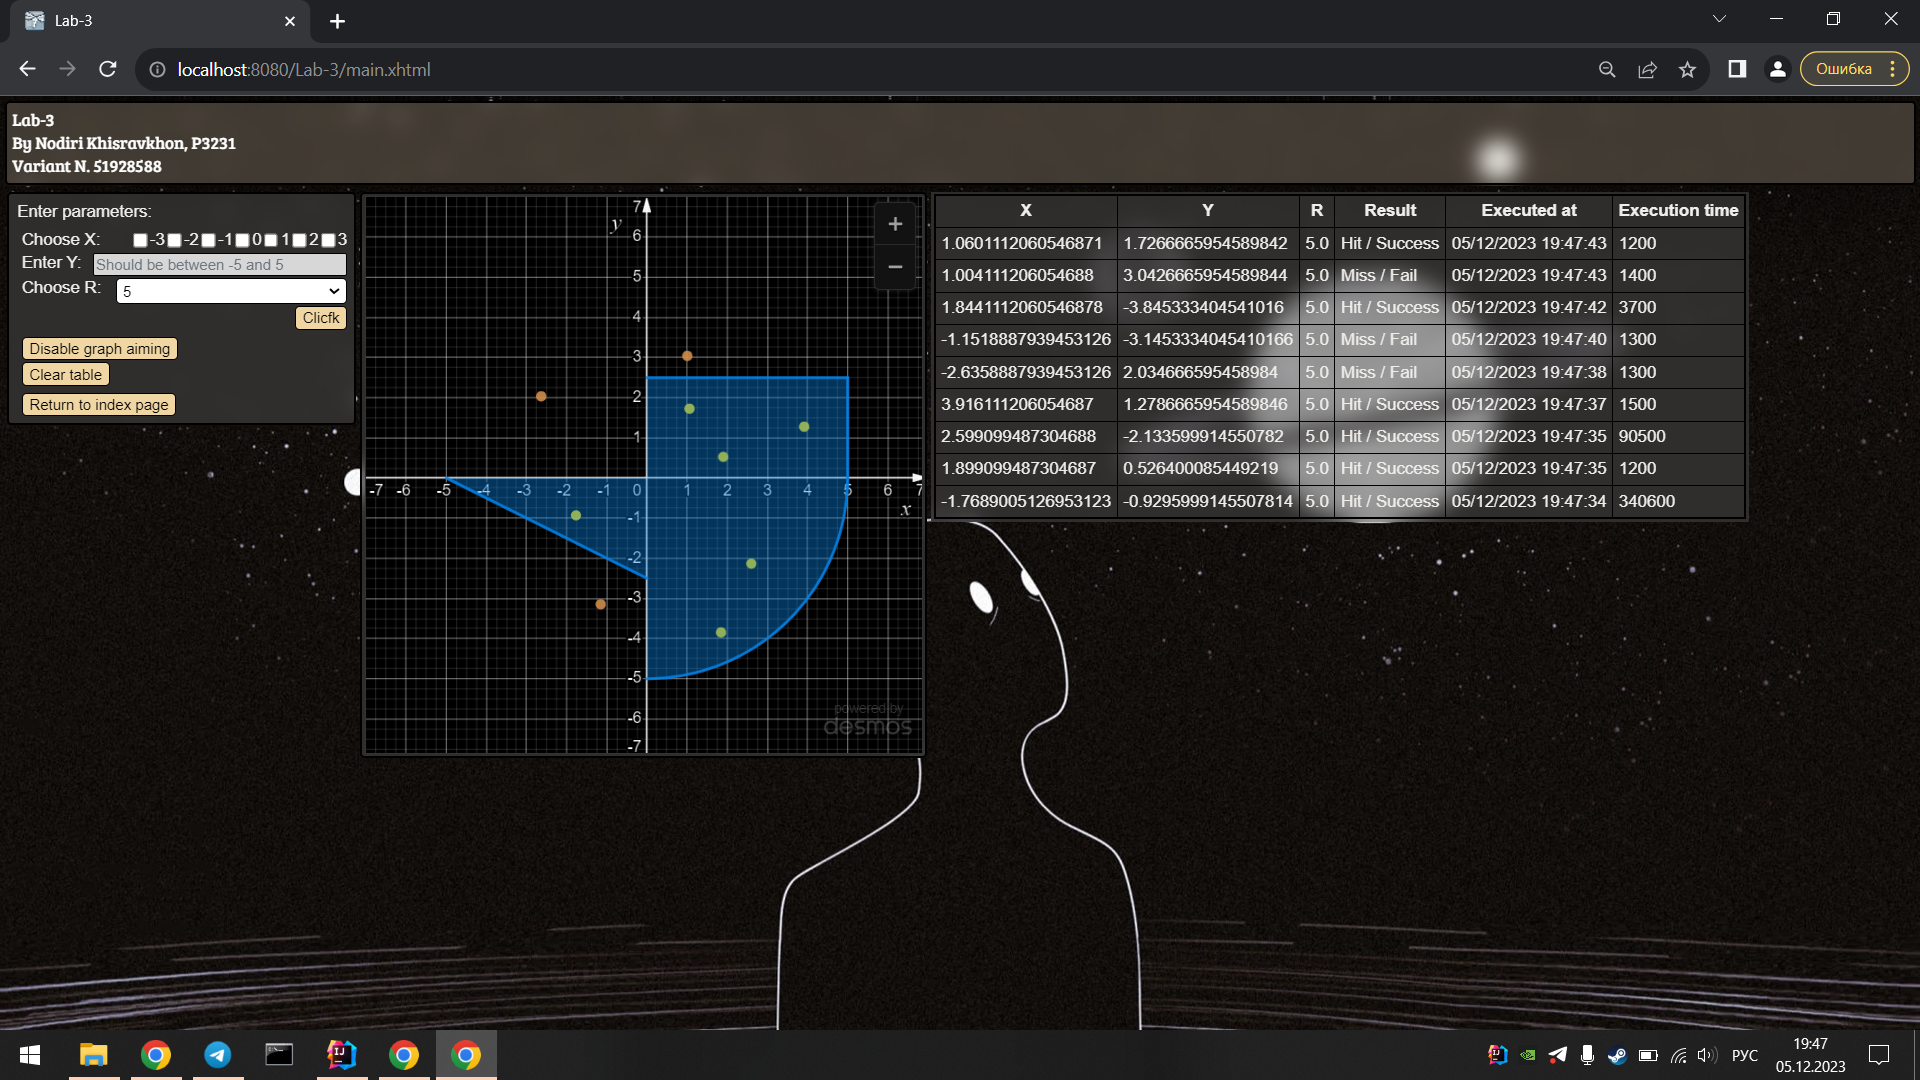 Lab-3
localhost:8080/Lab-3/main.xhtml
Ошибка
Lab-3
By Nodiri Khisravkhon, P3231
Variant N. 51928588
Enter parameters:
Choose X: -3 -2 -1 0 1 2 3
Enter Y: Should be between -5 and 5
Choose R: 5
Clicfk
Disable graph aiming
Clear table
Return to index page
y
7
6
5
4
3
2
1
-7 -6 -5 -4 -3 -2 -1 0 1 2 3 4 5 6 7
x
-1
-2
-3
-4
-5
-6
-7
+
−
powered by
desmos
X Y R Result Executed at Execution time
1.0601112060546871 1.7266665954589842 5.0 Hit / Success 05/12/2023 19:47:43 1200
1.004111206054688 3.0426665954589844 5.0 Miss / Fail 05/12/2023 19:47:43 1400
1.8441112060546878 -3.845333404541016 5.0 Hit / Success 05/12/2023 19:47:42 3700
-1.1518887939453126 -3.1453334045410166 5.0 Miss / Fail 05/12/2023 19:47:40 1300
-2.6358887939453126 2.034666595458984 5.0 Miss / Fail 05/12/2023 19:47:38 1300
3.916111206054687 1.2786665954589846 5.0 Hit / Success 05/12/2023 19:47:37 1500
2.599099487304688 -2.133599914550782 5.0 Hit / Success 05/12/2023 19:47:35 90500
1.899099487304687 0.526400085449219 5.0 Hit / Success 05/12/2023 19:47:35 1200
-1.7689005126953123 -0.9295999145507814 5.0 Hit / Success 05/12/2023 19:47:34 340600
РУС
19:47
05.12.2023